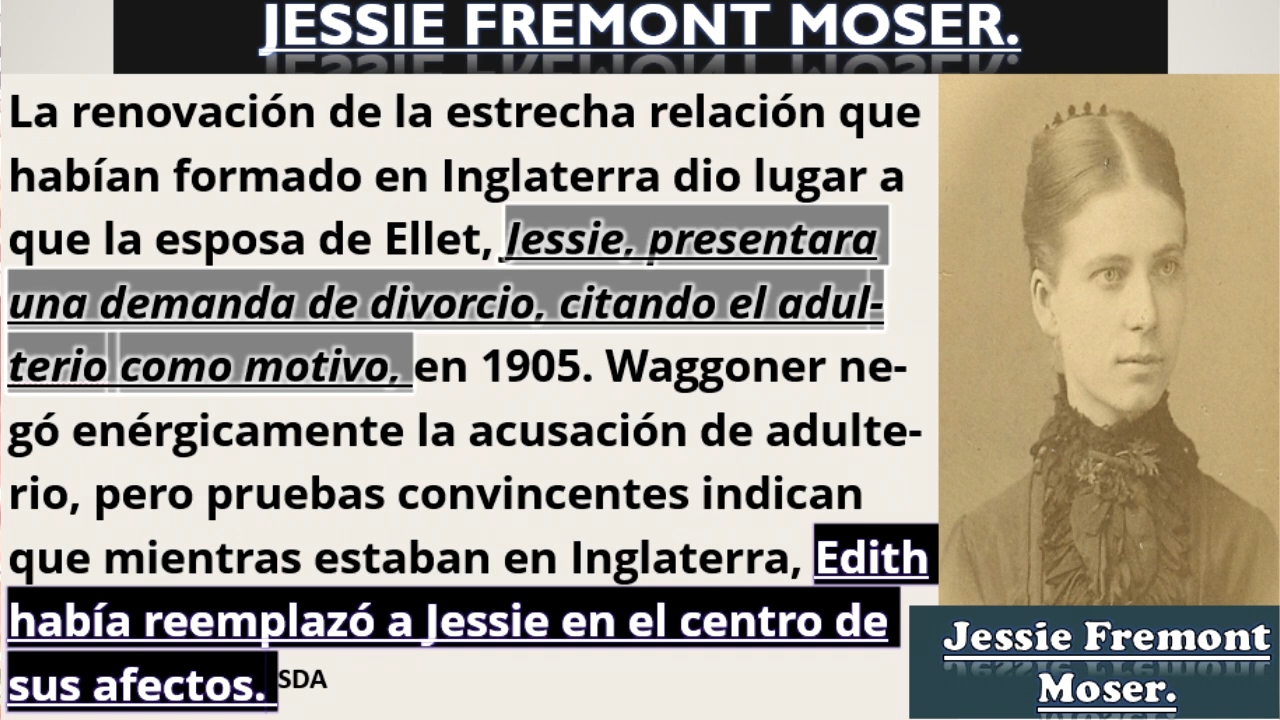 JESSIE FREMONT MOSER.
La renovación de la estrecha relación que
habían formado en Inglaterra dio lugar a
que la esposa de Ellet, Jessie, presentara
una demanda de divorcio, citando el adul-
terio como motivo, en 1905. Waggoner ne-
gó enérgicamente la acusación de adulte-
rio, pero pruebas convincentes indican
que mientras estaban en Inglaterra, Edith
había reemplazó a Jessie en el centro de
sus afectos. SDA
Jessie Fremont
Moser.